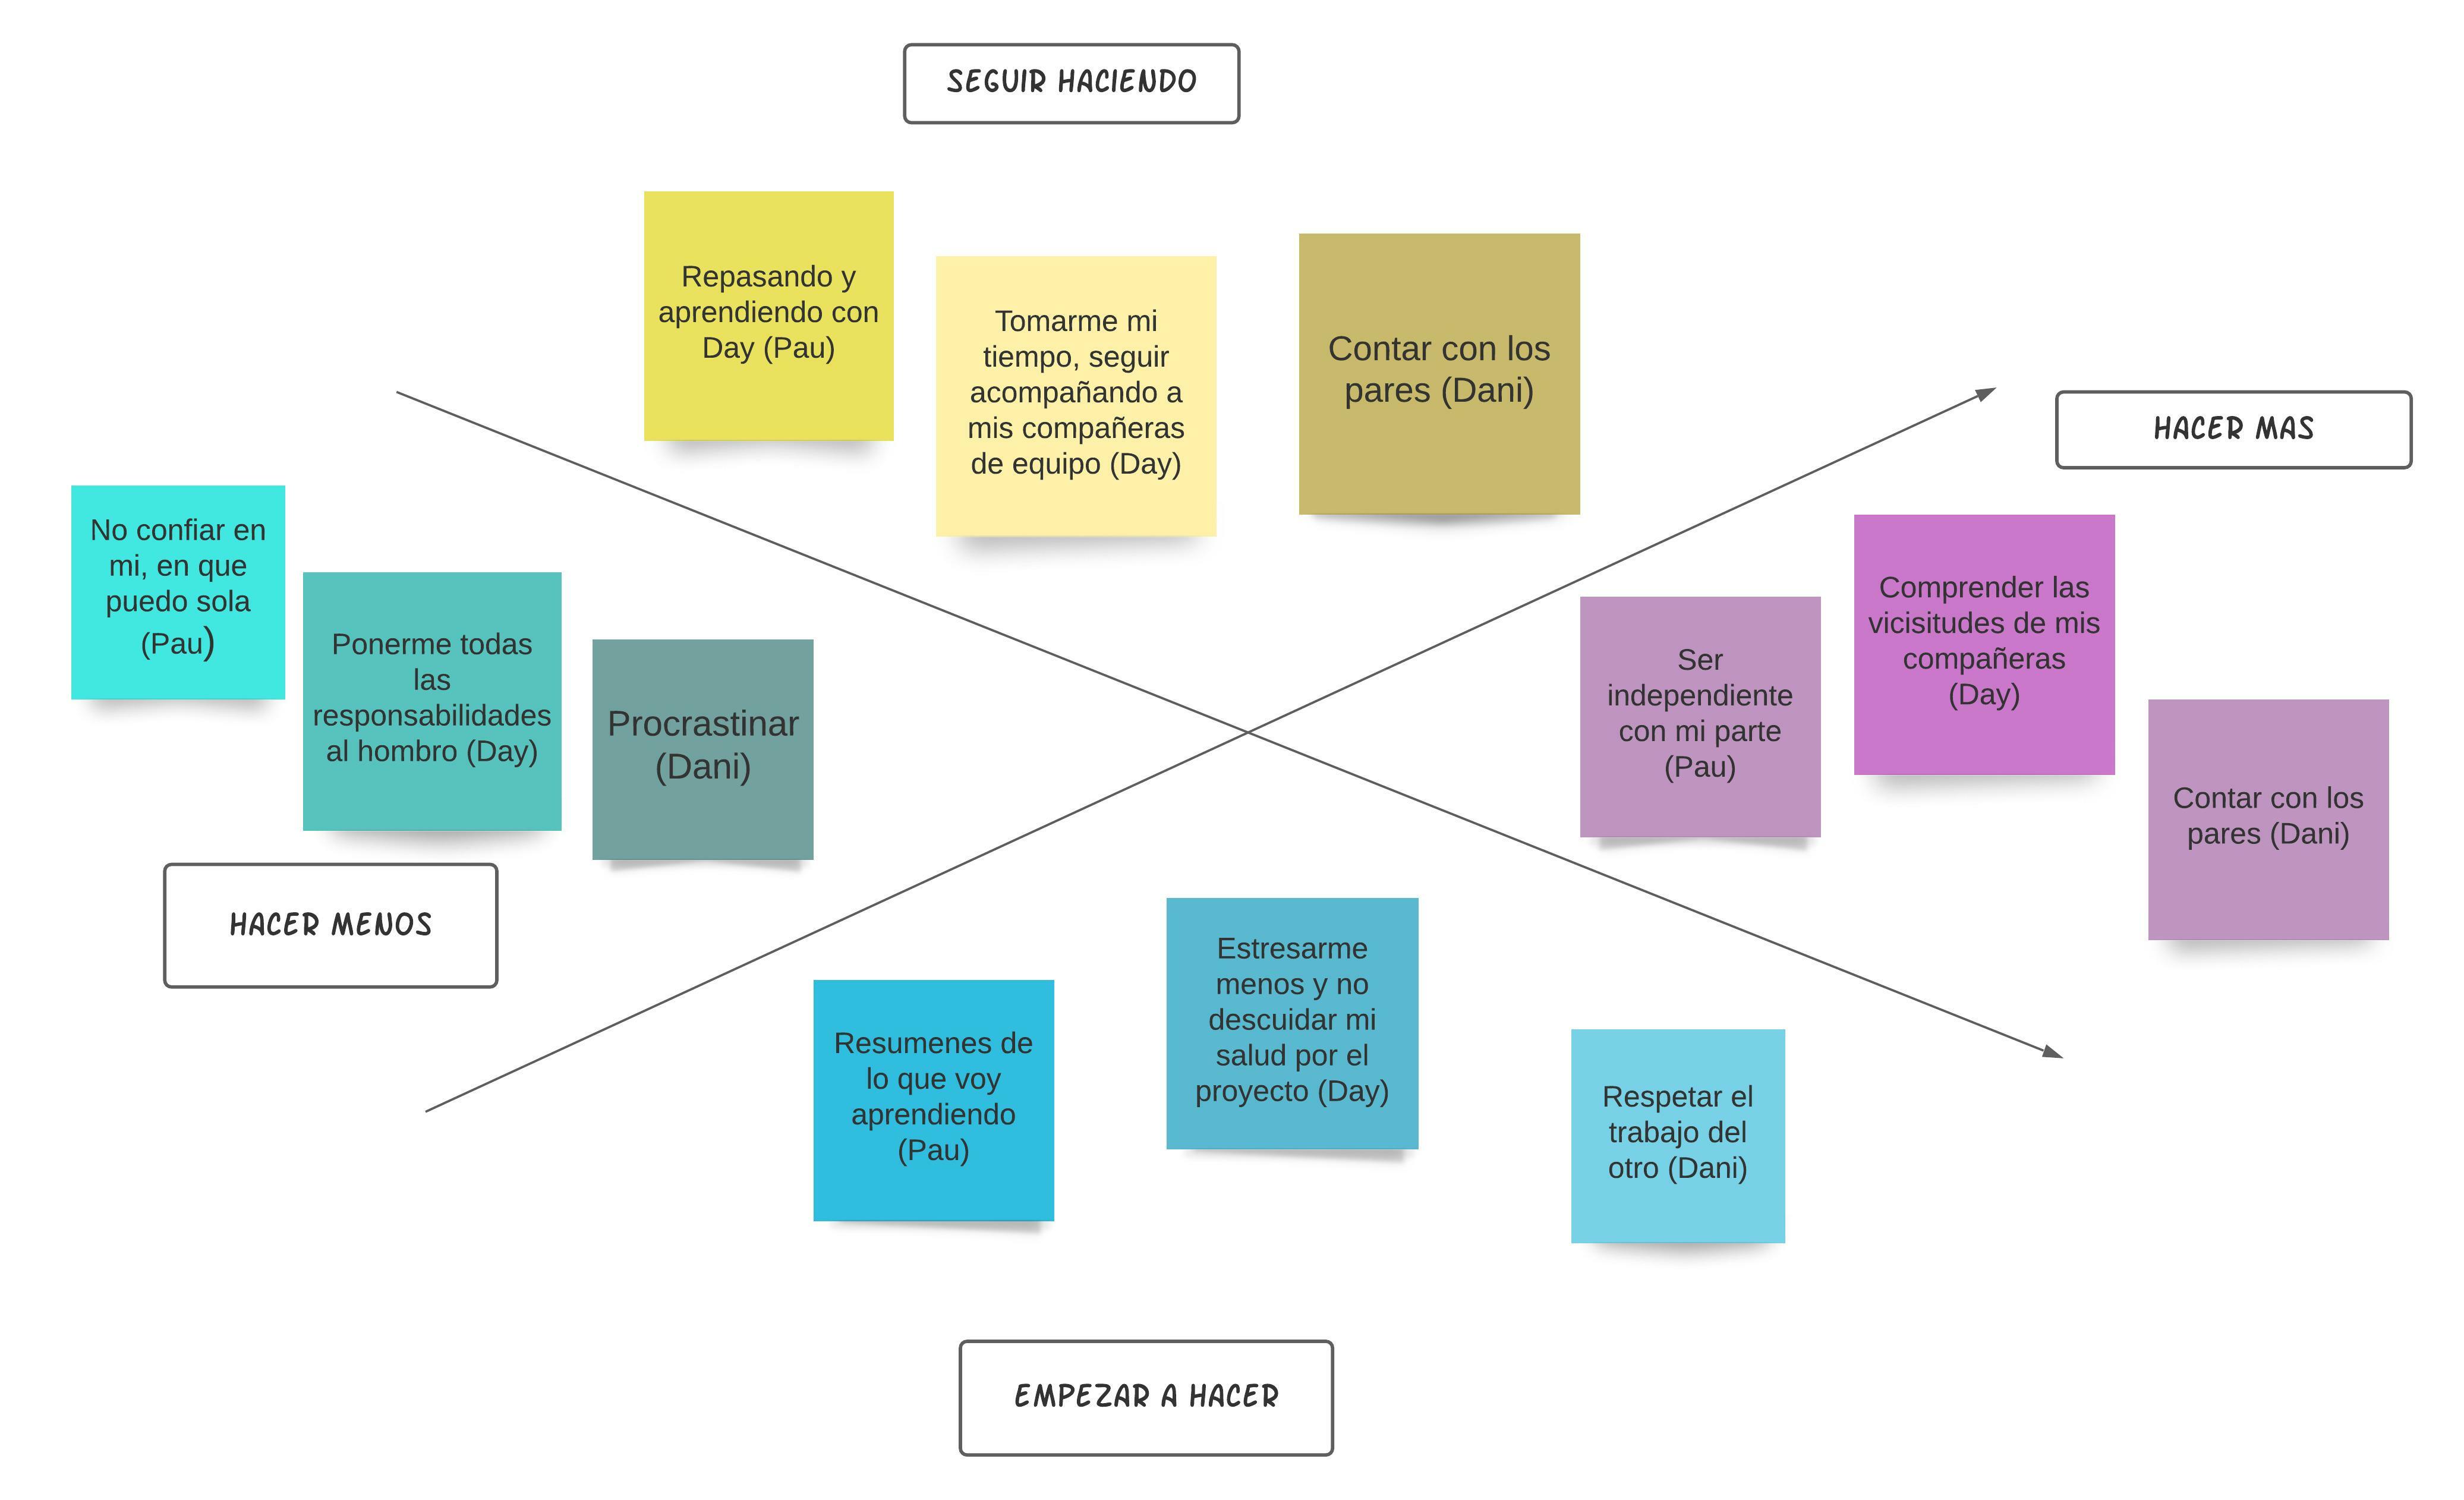 SEGUIR HACIENDO
Repasando y
aprendiendo con
Day (Pau)
Tomarme mi
tiempo, seguir
acompañando a
mis compañeras
de equipo (Day)
Contar con los
pares (Dani)
HACER MAS
No confiar en
mi, en que
puedo sola
(Pau)
Ponerme todas
las
responsabilidades
al hombro (Day)
Procrastinar
(Dani)
HACER MENOS
Ser
independiente
con mi parte
(Pau)
Comprender las
vicisitudes de mis
compañeras
(Day)
Contar con los
pares (Dani)
Resumenes de
lo que voy
aprendiendo
(Pau)
Estresarme
menos y no
descuidar mi
salud por el
proyecto (Day)
Respetar el
trabajo del
otro (Dani)
EMPEZAR A HACER